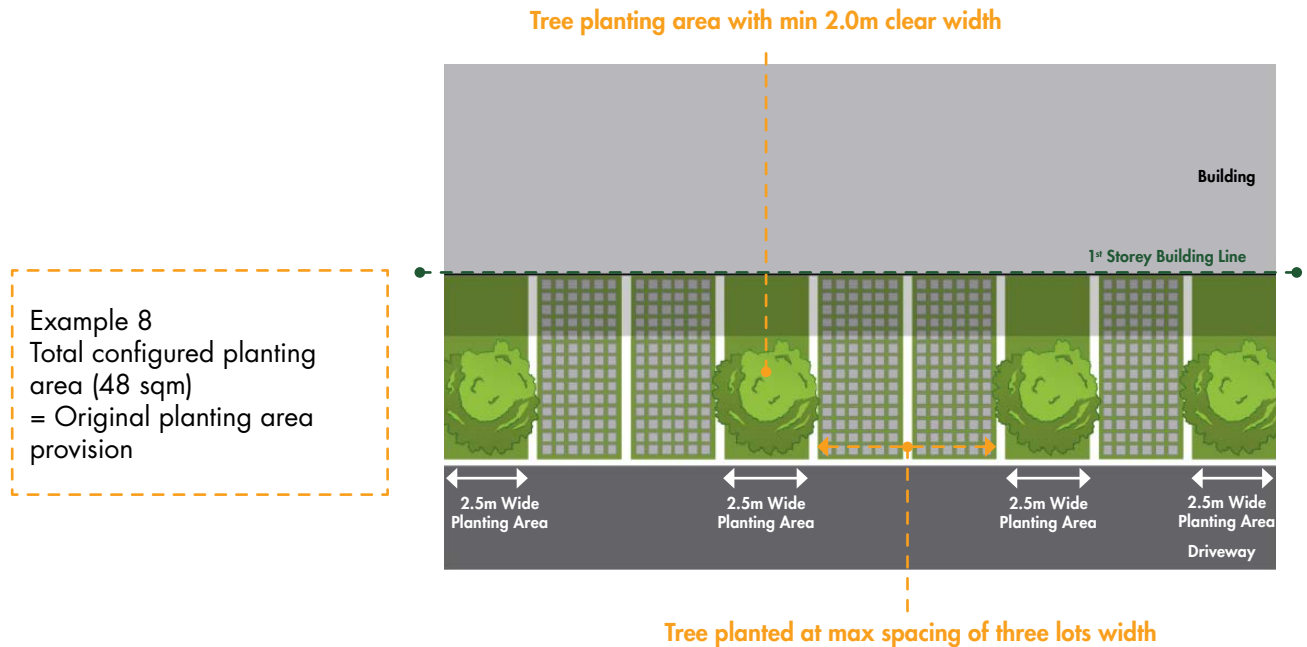 Tree planting area with min 2.0m clear width
Building
1st Storey Building Line
Example 8
Total configured planting
area (48 sqm)
= Original planting area
provision
2.5m Wide
Planting Area
2.5m Wide
Planting Area
2.5m Wide
Planting Area
2.5m Wide
Planting Area
Driveway
Tree planted at max spacing of three lots width